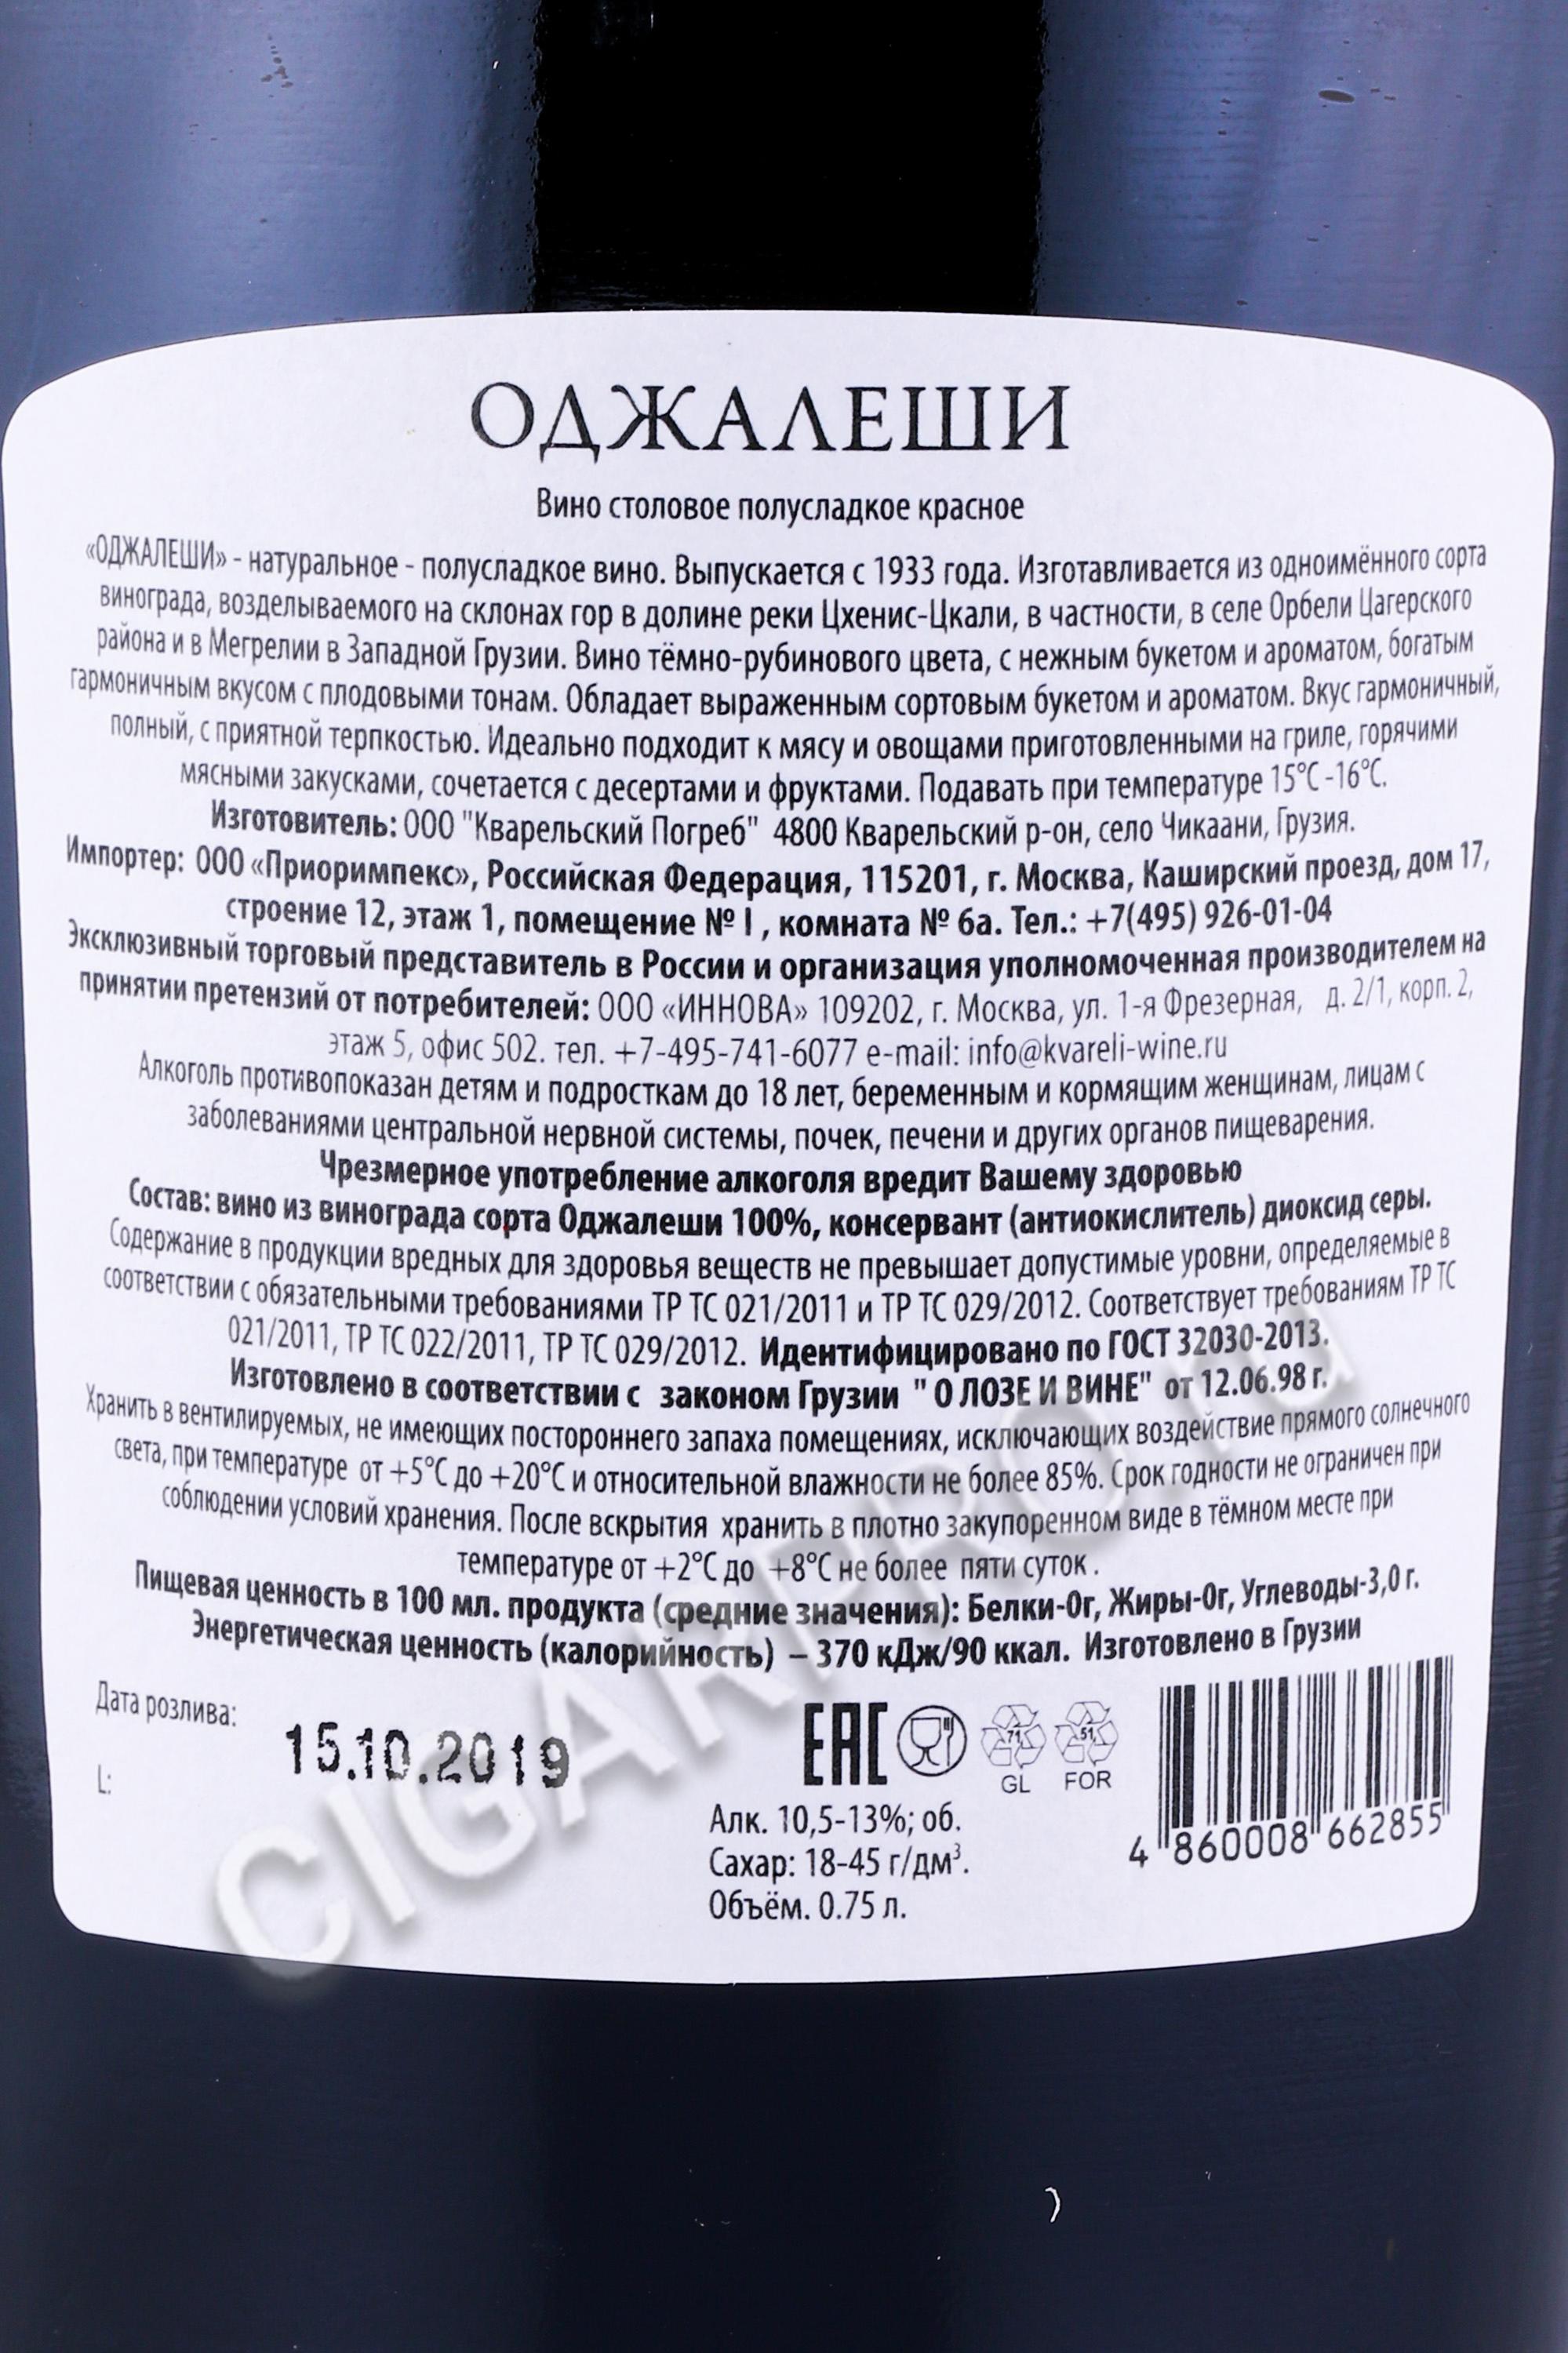 ОДЖАЛЕШИ
Вино столовое полусладкое красное
«ОДЖАЛЕШИ» - натуральное - полусладкое вино. Выпускается с 1933 года. Изготавливается из одноимённого сорта
винограда, возделываемого на склонах гор в долине реки Цхенис-Цкали, в частности, в селе Орбели Цагерского
района и в Мегрелии в Западной Грузии. Вино тёмно-рубинового цвета, с нежным букетом и ароматом, богатым
гармоничным вкусом с плодовыми тонам. Обладает выраженным сортовым букетом и ароматом. Вкус гармоничный,
полный, с приятной терпкостью. Идеально подходит к мясу и овощами приготовленными на гриле, горячими
мясными закусками, сочетается с десертами и фруктами. Подавать при температуре 15°С -16°С.
Изготовитель: ООО "Кварельский Погреб" 4800 Кварельский р-он, село Чикаани, Грузия.
Импортер: ООО «Приоримпекс», Российская Федерация, 115201, г. Москва, Каширский проезд, дом 17,
строение 12, этаж 1, помещение № I , комната № 6а. Тел.: +7(495) 926-01-04
Эксклюзивный торговый представитель в России и организация уполномоченная производителем на
принятии претензий от потребителей: ООО «ИННОВА» 109202, г. Москва, ул. 1-я Фрезерная, д. 2/1, корп. 2,
этаж 5, офис 502. тел. +7-495-741-6077 e-mail: info@kvareli-wine.ru
Алкоголь противопоказан детям и подросткам до 18 лет, беременным и кормящим женщинам, лицам с
заболеваниями центральной нервной системы, почек, печени и других органов пищеварения.
Чрезмерное употребление алкоголя вредит Вашему здоровью
Состав: вино из винограда сорта Оджалеши 100%, консервант (антиокислитель) диоксид серы.
Содержание в продукции вредных для здоровья веществ не превышает допустимые уровни, определяемые в
соответствии с обязательными требованиями ТР ТС 021/2011 и ТР ТС 029/2012. Соответствует требованиям ТР ТС
021/2011, ТР ТС 022/2011, ТР ТС 029/2012. Идентифицировано по ГОСТ 32030-2013.
Изготовлено в соответствии с законом Грузии " О ЛОЗЕ И ВИНЕ" от 12.06.98 г.
Хранить в вентилируемых, не имеющих постороннего запаха помещениях, исключающих воздействие прямого солнечного
света, при температуре от +5°С до +20°С и относительной влажности не более 85%. Срок годности не ограничен при
соблюдении условий хранения. После вскрытия хранить в плотно закупоренном виде в тёмном месте при
температуре от +2°С до +8°С не более пяти суток .
Пищевая ценность в 100 мл. продукта (средние значения): Белки-0г, Жиры-0г, Углеводы-3,0 г.
Энергетическая ценность (калорийность) – 370 кДж/90 ккал. Изготовлено в Грузии
Дата розлива:
15.10.2019
L:
EAC
71
GL
51
FOR
Алк. 10,5-13%; об.
Сахар: 18-45 г/дм³.
Объём. 0.75 л.
4 860008 662855
CIGARPRO.ru